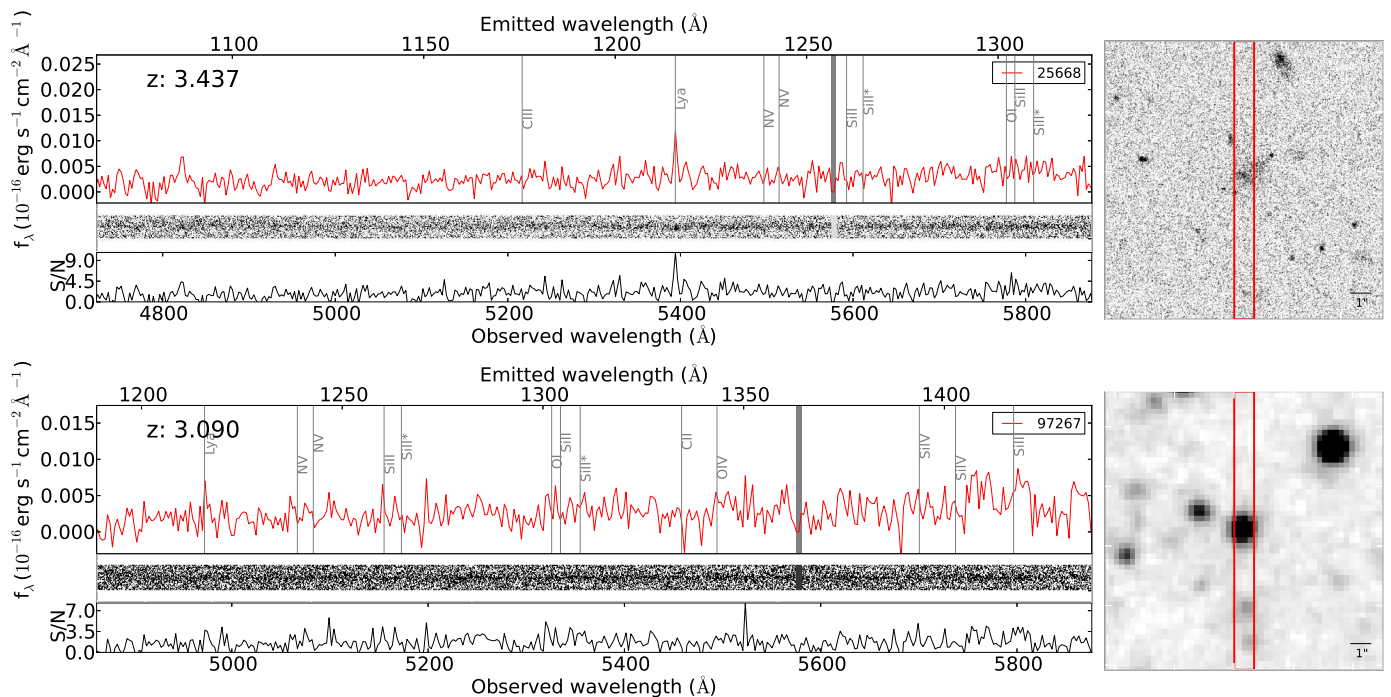 Emitted wavelength (Å)
1100 1150 1200 1250 1300
z: 3.437
25668
CIII Lya NV NV SiII SiII* OI SiII SiII*
0.025
0.020
0.015
0.010
0.005
0.000
f λ (10⁻¹⁶ erg s⁻¹ cm⁻² Å⁻¹)
S/N
9.0
4.5
0.0
4800 5000 5200 5400 5600 5800
Observed wavelength (Å)
1"
Emitted wavelength (Å)
1200 1250 1300 1350 1400
z: 3.090
97267
Lya NV NV SiII SiII* OI SiII SiII* CII OIV SiIV SiIV SiII
0.015
0.010
0.005
0.000
f λ (10⁻¹⁶ erg s⁻¹ cm⁻² Å⁻¹)
S/N
7.0
3.5
0.0
5000 5200 5400 5600 5800
Observed wavelength (Å)
1"